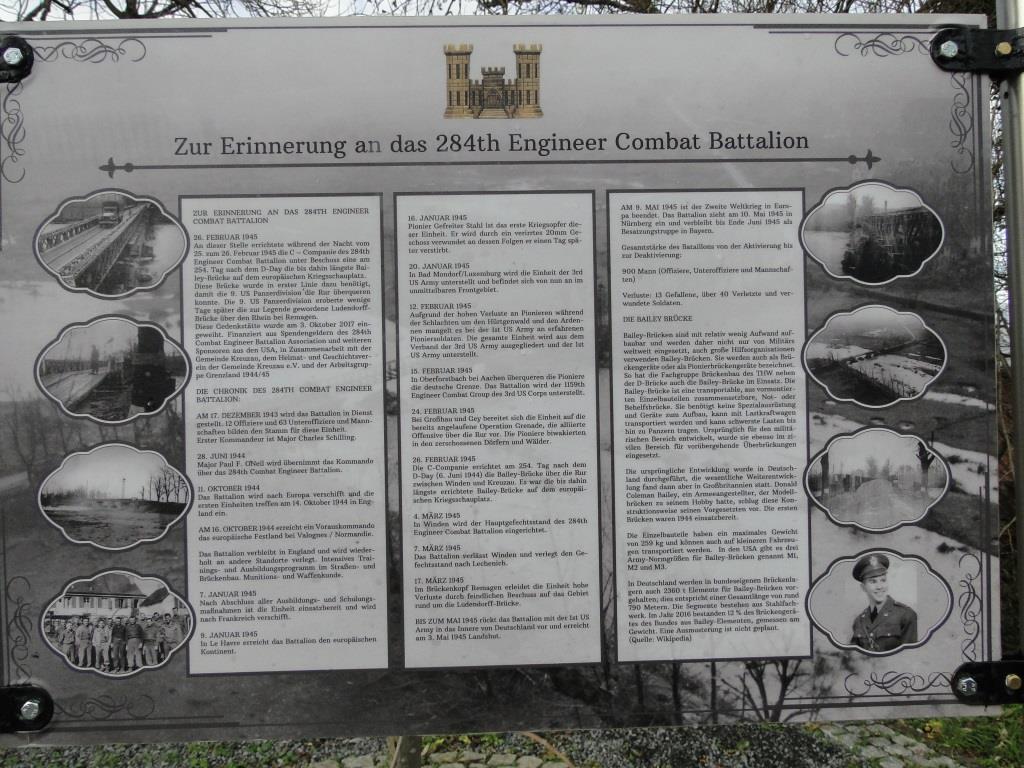 Zur Erinnerung an das 284th Engineer Combat Battalion
ZUR ERINNERUNG AN DAS 284TH ENGINEER
COMBAT BATTALION
26. FEBRUAR 1945
An dieser Stelle errichtete während der Nacht vom
25. zum 26. Februar 1945 die C – Companie des 284th
Engineer Combat Battalion unter Beschuss eine am
254. Tag nach dem D-Day die bis dahin längste Bai-
ley-Brücke auf dem europäischen Kriegsschauplatz.
Diese Brücke wurde in erster Linie dazu benötigt,
damit die 9. US Panzerdivision die Rur überqueren
konnte. Die 9. US Panzerdivision eroberte wenige
Tage später die zur Legende gewordene Ludendorff-
Brücke über den Rhein bei Remagen.
Diese Gedenkstätte wurde am 3. Oktober 2017 ein-
geweiht. Finanziert aus Spendengeldern des 284th
Combat Engineer Battalion Association und weiteren
Sponsoren aus den USA, in Zusammenarbeit mit der
Gemeinde Kreuzau, dem Heimat- und Geschichtsver-
ein der Gemeinde Kreuzau e.V. und der Arbeitsgrup-
pe Grenzland 1944/45
DIE CHRONIK DES 284TH COMBAT ENGINEER
BATTALION:
AM 17. DEZEMBER 1943 wird das Battalion in Dienst
gestellt. 12 Offiziere und 63 Unteroffiziere und Mann-
schaften bilden den Stamm für diese Einheit.
Erster Kommandeur ist Major Charles Schilling.
28. JUNI 1944
Major Paul F. O'Neil wird übernimmt das Kommando
über das 284th Combat Engineer Battalion.
11. OKTOBER 1944
Das Battalion wird nach Europa verschifft und die
ersten Einheiten treffen am 14. Oktober 1944 in Eng-
land ein.
AM 16. OKTOBER 1944 erreicht ein Vorauskommando
das europäische Festland bei Valognes / Normandie.
Das Battalion verbleibt in England und wird wieder-
holt an andere Standorte verlegt. Intensives Trai-
nings- und Ausbildungsprogramm im Straßen- und
Brückenbau. Munitions- und Waffenkunde.
7. JANUAR 1945
Nach Abschluss aller Ausbildungs- und Schulungs-
maßnahmen ist die Einheit einsatzbereit und wird
nach Frankreich verschifft.
9. JANUAR 1945
In Le Havre erreicht das Battalion den europäischen
Kontinent.
16. JANUAR 1945
Pionier Gefreiter Stahl ist das erste Kriegsopfer die-
ser Einheit. Er wird durch ein verirrtes 20mm Ge-
schoss verwundet an dessen Folgen er einen Tag spä-
ter verstirbt.
20. JANUAR 1945
In Bad Mondorf/Luxemburg wird die Einheit der 3rd
US Army unterstellt und befindet sich von nun an im
unmittelbaren Frontgebiet.
12. FEBRUAR 1945
Aufgrund der hohen Verluste an Pionieren während
der Schlachten um den Hürtgenwald und den Arden-
nen mangelt es bei der 1st US Army an erfahrenen
Pioniersoldaten. Die gesamte Einheit wird aus dem
Verband der 3rd US Army ausgegliedert und der 1st
US Army unterstellt.
15. FEBRUAR 1945
In Oberforstbach bei Aachen überqueren die Pioniere
die deutsche Grenze. Das Battalion wird der 1159th
Engineer Combat Group des 3rd US Corps unterstellt.
24. FEBRUAR 1945
Bei Großhau und Gey bereitet sich die Einheit auf die
bereits angelaufene Operation Grenade, die alliierte
Offensive über die Rur vor. Die Pioniere biwakierten
in den zerschossenen Dörfern und Wälder.
26. FEBRUAR 1945
Die C-Companie errichtet am 254. Tag nach dem
D-Day (6. Juni 1944) die Bailey-Brücke über die Rur
zwischen Winden und Kreuzau. Es war die bis dahin
längste errichtete Bailey-Brücke auf dem europäi-
schen Kriegsschauplatz.
4. MÄRZ 1945
In Winden wird der Hauptgefechtsstand des 284th
Engineer Combat Battalion eingerichtet.
7. MÄRZ 1945
Das Battalion verlässt Winden und verlegt den Ge-
fechtsstand nach Lechenich.
17. MÄRZ 1945
Im Brückenkopf Remagen erleidet die Einheit hohe
Verluste durch feindlichen Beschuss auf das Gebiet
rund um die Ludendorff-Brücke.
BIS ZUM MAI 1945 rückt das Battalion mit der 1st US
Army in das Innere von Deutschland vor und erreicht
am 3. Mai 1945 Landshut.
AM 9. MAI 1945 ist der Zweite Weltkrieg in Euro-
pa beendet. Das Battalion zieht am 10. Mai 1945 in
Nürnberg ein und verbleibt bis Ende Juni 1945 als
Besatzungstruppe in Bayern.
Gesamtstärke des Bataillons von der Aktivierung bis
zur Deaktivierung:
900 Mann (Offiziere, Unteroffiziere und Mannschaf-
ten)
Verluste: 13 Gefallene, über 40 Verletzte und ver-
wundete Soldaten.
DIE BAILEY BRÜCKE
Bailey-Brücken sind mit relativ wenig Aufwand auf-
baubar und werden daher nicht nur von Militärs
weltweit eingesetzt, auch große Hilfsorganisationen
verwenden Bailey-Brücken. Sie werden auch als Brü-
ckengeräte oder als Pionierbrückengeräte bezeichnet.
So hat die Fachgruppe Brückenbau des THW neben
der D-Brücke auch die Bailey-Brücke im Einsatz. Die
Bailey-Brücke ist eine transportable, aus vormontier-
ten Einzelbauteilen zusammensetzbare, Not- oder
Behelfsbrücke. Sie benötigt keine Spezialausrüstung
und Geräte zum Aufbau, kann mit Lastkraftwagen
transportiert werden und kann schwerste Lasten bis
hin zu Panzern tragen. Ursprünglich für den militä-
rischen Bereich entwickelt, wurde sie ebenso im zi-
vilen Bereich für vorübergehende Überbrückungen
eingesetzt.
Die ursprüngliche Entwicklung wurde in Deutsch-
land durchgeführt, die wesentliche Weiterentwick-
lung fand dann aber in Großbritannien statt. Donald
Coleman Bailey, ein Armeeangestellter, der Modell-
brücken zu seinem Hobby hatte, schlug diese Kon-
struktionsweise seinen Vorgesetzten vor. Die ersten
Brücken waren 1944 einsatzbereit.
Die Einzelbauteile haben ein maximales Gewicht
von 259 kg und können auch auf kleineren Fahrzeu-
gen transportiert werden. In den USA gibt es drei
Army-Normgrößen für Bailey-Brücken genannt M1,
M2 und M3.
In Deutschland werden in bundeseigenen Brückenla-
gern auch 2360 t Elemente für Bailey-Brücken vor-
gehalten; dies entspricht einer Gesamtlänge von rund
790 Metern. Die Segmente bestehen aus Stahlfach-
werk. Im Jahr 2016 bestanden 12 % des Brückengerä-
tes des Bundes aus Bailey-Elementen, gemessen am
Gewicht. Eine Ausmusterung ist nicht geplant.
(Quelle: Wikipedia)